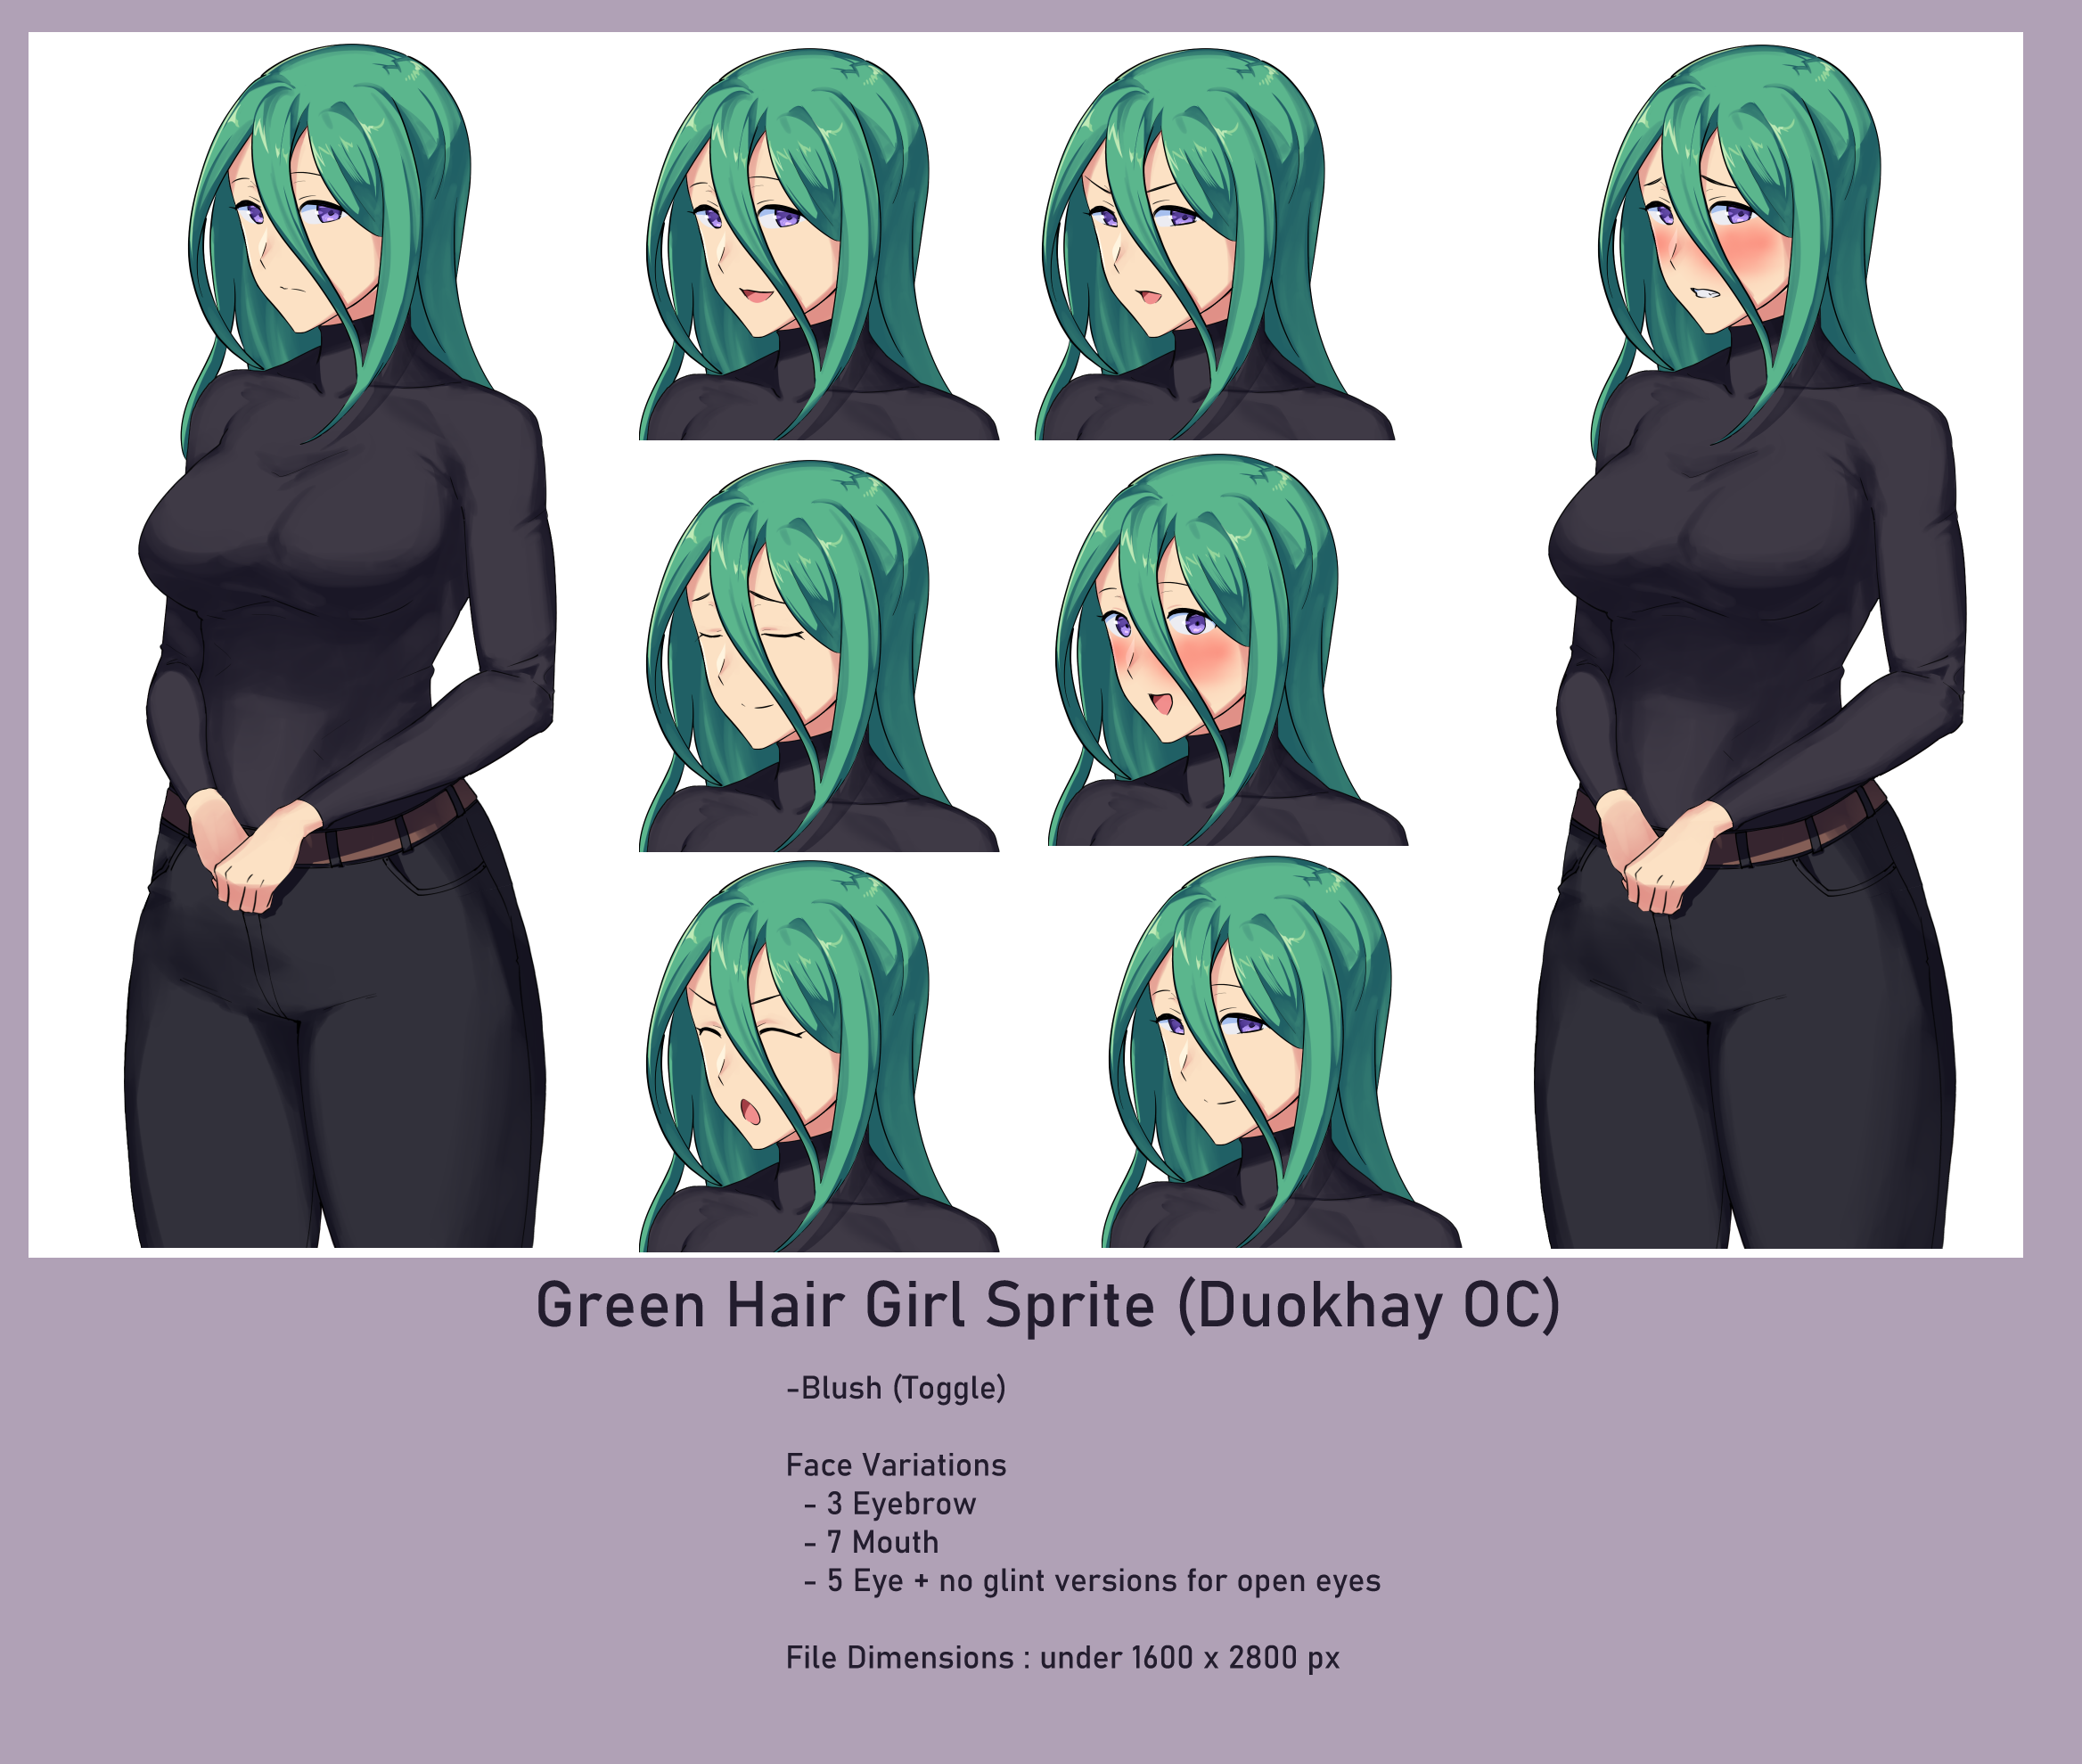 Green Hair Girl Sprite (Duokhay OC)
-Blush (Toggle)
Face Variations
- 3 Eyebrow
- 7 Mouth
- 5 Eye + no glint versions for open eyes
File Dimensions : under 1600 x 2800 px